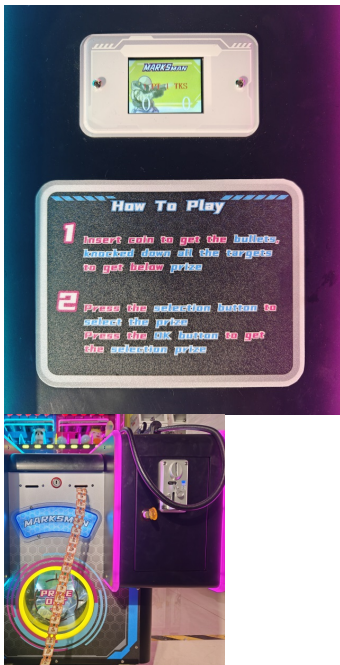 MARKSMAN
TKS
How To Play
1 Insert coin to get the bullets,
knocked down all the targets
to get below prize
2 Press the selection button to
select the prize
Press the OK button to get
the selection prize
MARKSMAN
PRIZE
OUT